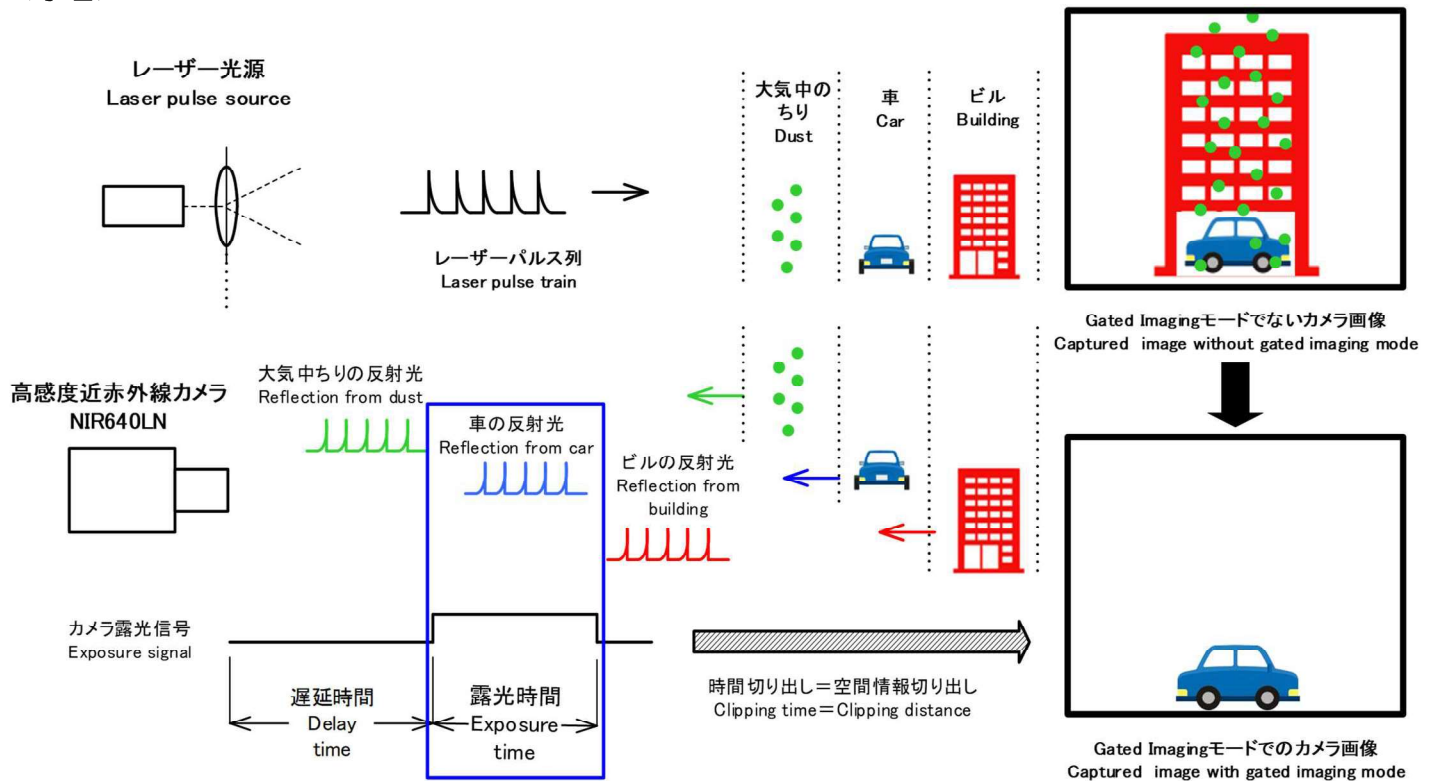 レーザー光源
Laser pulse source
レーザーパルス列
Laser pulse train
大気中の
ちり
Dust
車
Car
ビル
Building
Gated Imagingモードでないカメラ画像
Captured image without gated imaging mode
高感度近赤外線カメラ
NIR640LN
大気中ちりの反射光
Reflection from dust
車の反射光
Reflection from car
ビルの反射光
Reflection from
building
カメラ露光信号
Exposure signal
遅延時間
Delay
time
露光時間
Exposure
time
時間切り出し＝空間情報切り出し
Clipping time＝Clipping distance
Gated Imagingモードでのカメラ画像
Captured image with gated imaging mode